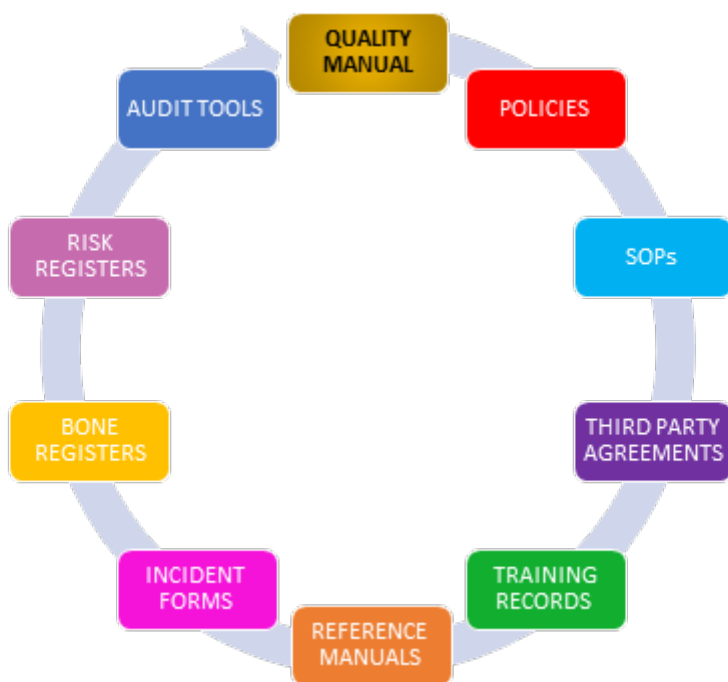 QUALITY
MANUAL
POLICIES
SOPs
THIRD PARTY
AGREEMENTS
TRAINING
RECORDS
REFERENCE
MANUALS
INCIDENT
FORMS
BONE
REGISTERS
RISK
REGISTERS
AUDIT TOOLS